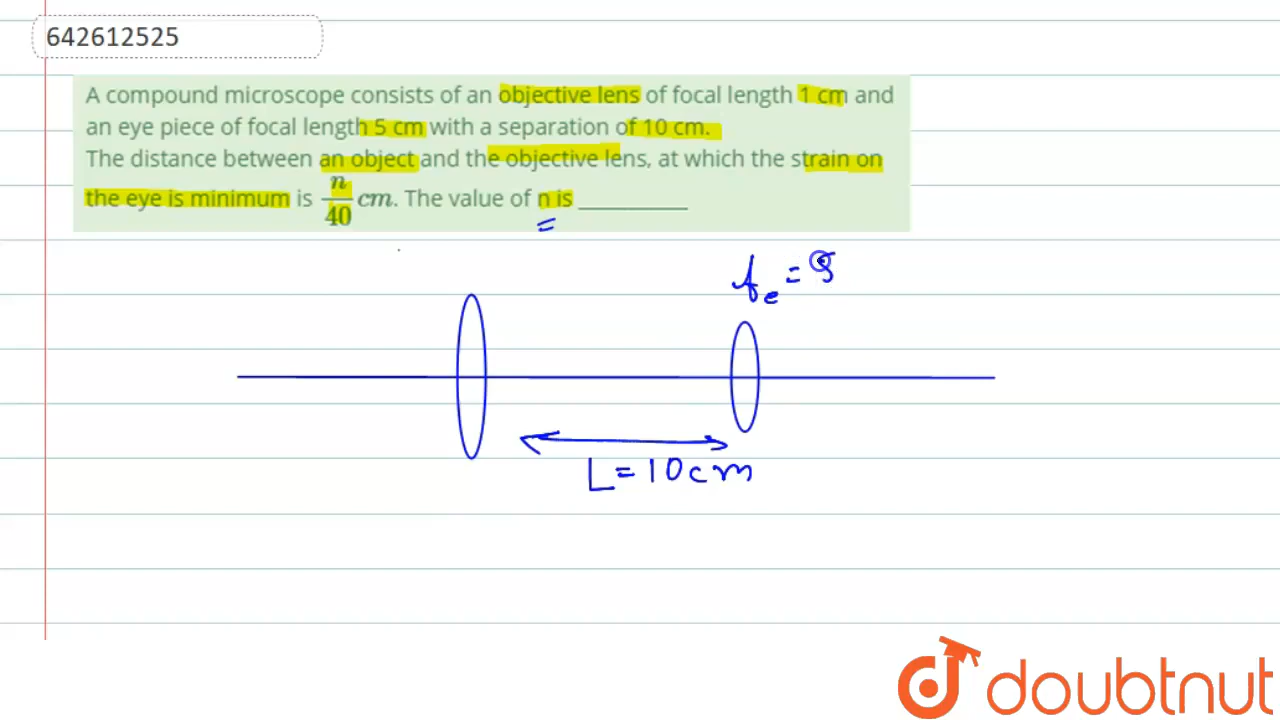 642612525
A compound microscope consists of an objective lens of focal length 1 cm and
an eye piece of focal length 5 cm with a separation of 10 cm.
The distance between an object and the objective lens, at which the strain on
the eye is minimum is n/40 cm. The value of n is __________
=
fe = 5
L = 10 cm
doubtnut